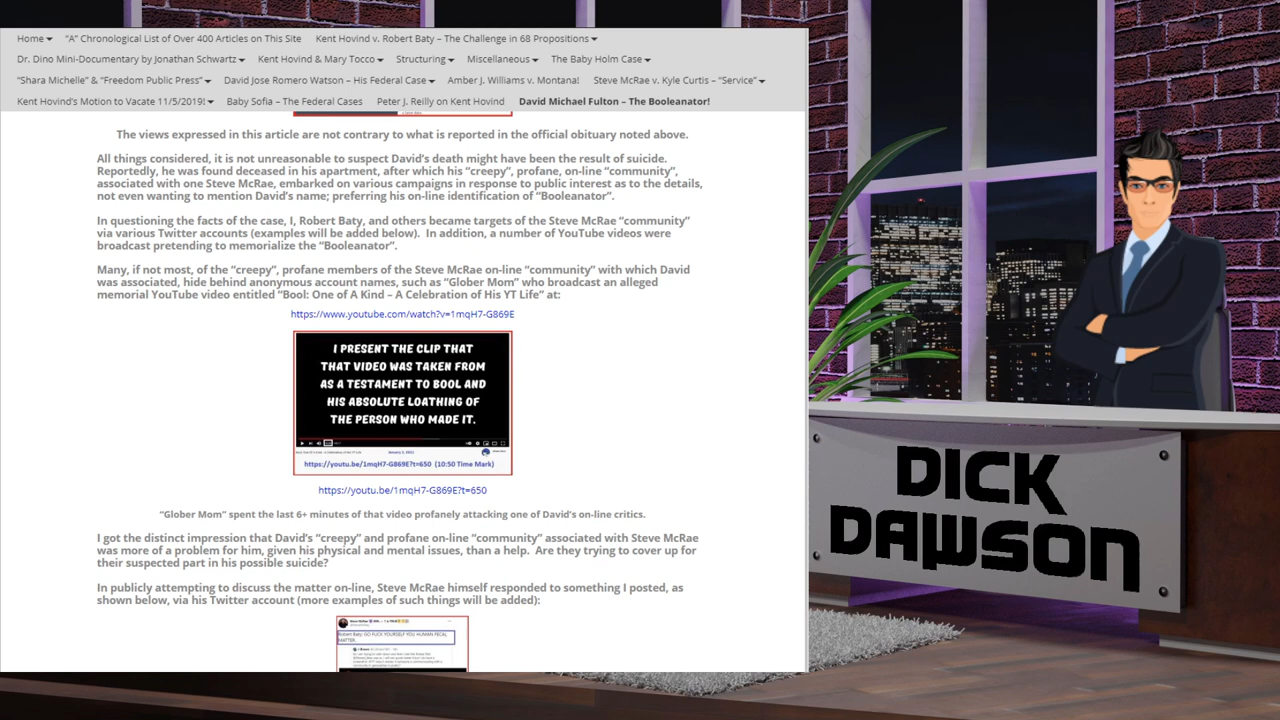 Home
“A” Chronological List of Over 400 Articles on This Site
Kent Hovind v. Robert Baty – The Challenge in 68 Propositions
Dr. Dino Mini-Documentary by Jonathan Schwartz
Kent Hovind & Mary Tocco
Structuring
Miscellaneous
The Baby Holm Case
“Shara Michelle” & “Freedom Public Press”
David Jose Romero Watson – His Federal Case
Amber J. Williams v. Montana!
Steve McRae v. Kyle Curtis – “Service”
Kent Hovind’s Motion to Vacate 11/5/2019!
Baby Sofia – The Federal Cases
Peter J. Reilly on Kent Hovind
David Michael Fulton – The Booleanator!
The views expressed in this article are not contrary to what is reported in the official obituary noted above.
All things considered, it is not unreasonable to suspect David’s death might have been the result of suicide.
Reportedly, he was found deceased in his apartment, after which his “creepy”, profane, on-line “community”,
associated with one Steve McRae, embarked on various campaigns in response to public interest as to the details,
not even wanting to mention David’s name; preferring his on-line identification of “Booleanator”.
In questioning the facts of the case, I, Robert Baty, and others became targets of the Steve McRae “community”
via various Twitter accounts (examples will be added below). In addition, a number of YouTube videos were
broadcast pretending to memorialize the “Booleanator”.
Many, if not most, of the “creepy”, profane members of the Steve McRae on-line “community” with which David
was associated, hide behind anonymous account names, such as “Glober Mom” who broadcast an alleged
memorial YouTube video entitled “Bool: One of A Kind – A Celebration of His YT Life” at:
https://www.youtube.com/watch?v=1mqH7-G869E
I PRESENT THE CLIP THAT
THAT VIDEO WAS TAKEN FROM
AS A TESTAMENT TO BOOL AND
HIS ABSOLUTE LOATHING OF
THE PERSON WHO MADE IT.
https://youtu.be/1mqH7-G869E?t=650 (10:50 Time Mark)
https://youtu.be/1mqH7-G869E?t=650
“Glober Mom” spent the last 6+ minutes of that video profanely attacking one of David’s on-line critics.
I got the distinct impression that David’s “creepy” and profane on-line “community” associated with Steve McRae
was more of a problem for him, given his physical and mental issues, than a help. Are they trying to cover up for
their suspected part in his possible suicide?
In publicly attempting to discuss the matter on-line, Steve McRae himself responded to something I posted, as
shown below, via his Twitter account (more examples of such things will be added):
Robert Baty: GO FUCK YOURSELF YOU HUMAN FECAL
MATTER.
DICK
DAWSON